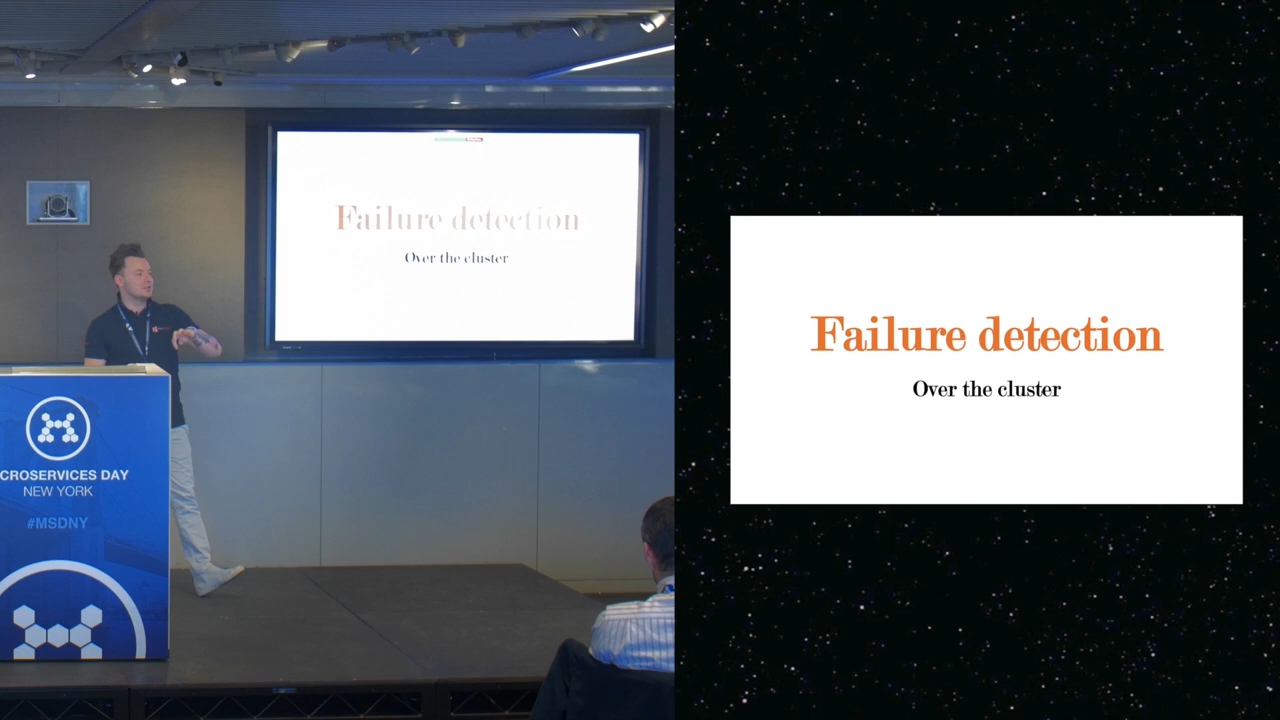 Failure detection
Over the cluster
CROSERVICES DAY
NEW YORK
#MSDNY
Failure detection
Over the cluster